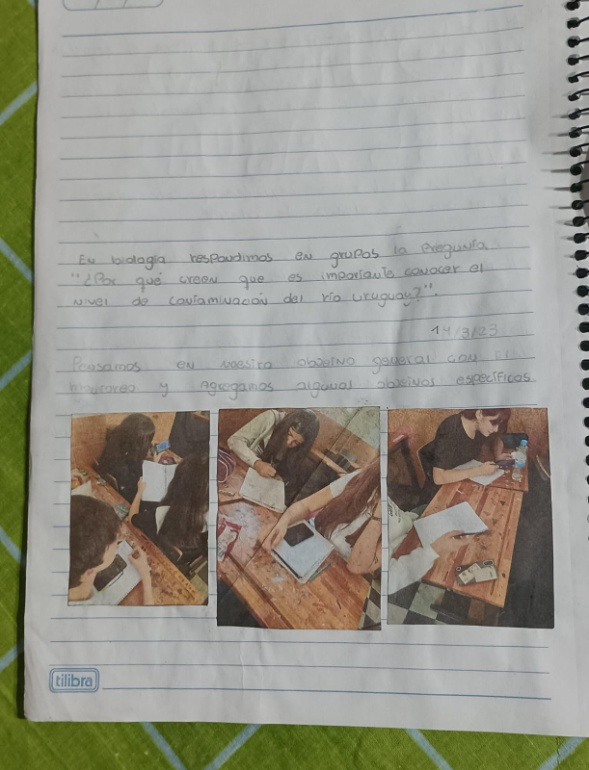 En biología respondimos en grupos la pregunta,
"¿Por qué creen que es importante conocer el
nivel de contaminación del río uruguay?".
14/3/23
Pensamos en nuestro objetivo general con el
y Agregamos algunos objetivos específicos
tilibra